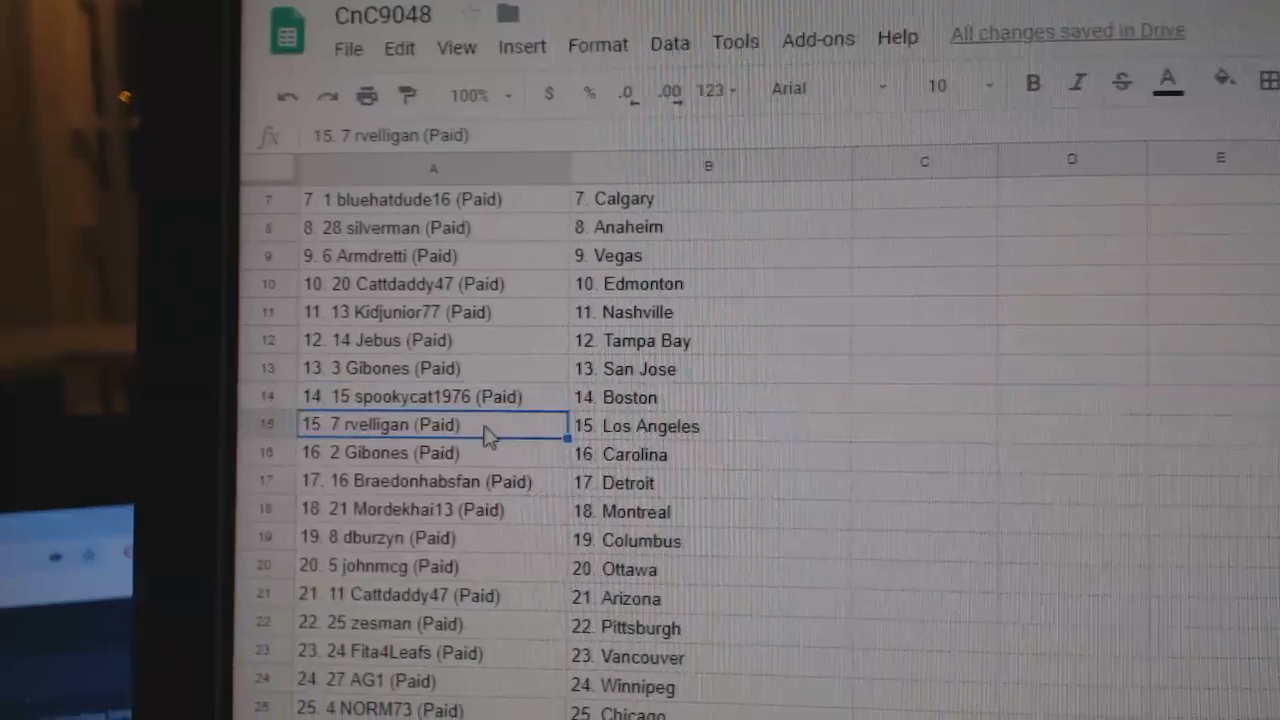 CnC9048
File Edit View Insert Format Data Tools Add-ons Help All changes saved in Drive
100% $ % .0 .00 123 Arial 10 B I S A
fx 15. 7 rvelligan (Paid)
A B C D E
7 7. 1 bluehatdude16 (Paid) 7. Calgary
8 8. 28 silverman (Paid) 8. Anaheim
9 9. 6 Armdretti (Paid) 9. Vegas
10 10. 20 Cattdaddy47 (Paid) 10. Edmonton
11 11. 13 Kidjunior77 (Paid) 11. Nashville
12 12. 14 Jebus (Paid) 12. Tampa Bay
13 13. 3 Gibones (Paid) 13. San Jose
14 14. 15 spookycat1976 (Paid) 14. Boston
15 15. 7 rvelligan (Paid) 15. Los Angeles
16 16. 2 Gibones (Paid) 16. Carolina
17 17. 16 Braedonhabsfan (Paid) 17. Detroit
18 18. 21 Mordekhai13 (Paid) 18. Montreal
19 19. 8 dburzyn (Paid) 19. Columbus
20 20. 5 johnmcg (Paid) 20. Ottawa
21 21. 11 Cattdaddy47 (Paid) 21. Arizona
22 22. 25 zesman (Paid) 22. Pittsburgh
23 23. 24 Fita4Leafs (Paid) 23. Vancouver
24 24. 27 AG1 (Paid) 24. Winnipeg
25 25. 4 NORM73 (Paid) 25. Chicago